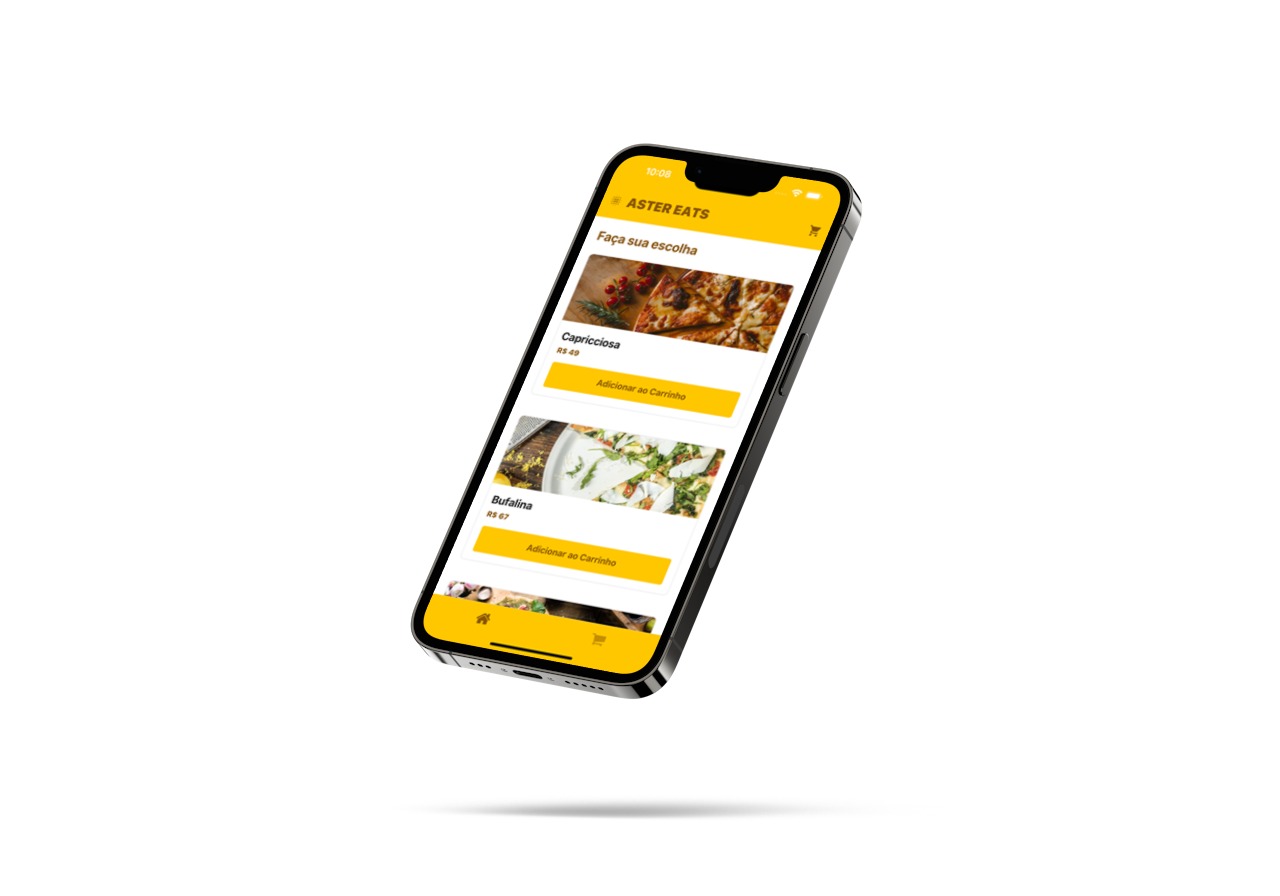 10:08
ASTER EATS
Faça sua escolha
Capricciosa
R$ 49
Adicionar ao Carrinho
Bufalina
R$ 67
Adicionar ao Carrinho